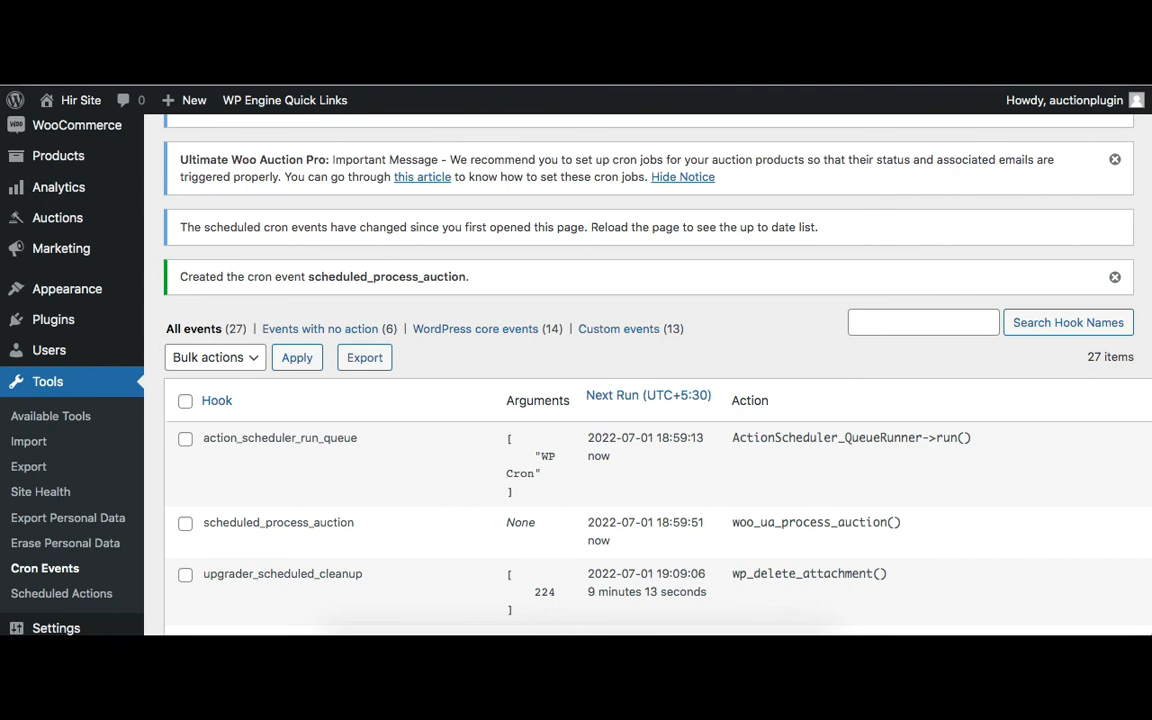 Hir Site 0 New WP Engine Quick Links Howdy, auctionplugin
WooCommerce
Products
Analytics
Auctions
Marketing
Appearance
Plugins
Users
Tools
Available Tools
Import
Export
Site Health
Export Personal Data
Erase Personal Data
Cron Events
Scheduled Actions
Settings
Ultimate Woo Auction Pro: Important Message - We recommend you to set up cron jobs for your auction products so that their status and associated emails are
triggered properly. You can go through this article to know how to set these cron jobs. Hide Notice
The scheduled cron events have changed since you first opened this page. Reload the page to see the up to date list.
Created the cron event scheduled_process_auction.
All events (27) | Events with no action (6) | WordPress core events (14) | Custom events (13)
Search Hook Names
Bulk actions Apply Export
27 items
Hook Arguments Next Run (UTC+5:30) Action
action_scheduler_run_queue [ 2022-07-01 18:59:13 ActionScheduler_QueueRunner->run()
"WP now
Cron"
]
scheduled_process_auction None 2022-07-01 18:59:51 woo_ua_process_auction()
now
upgrader_scheduled_cleanup [ 2022-07-01 19:09:06 wp_delete_attachment()
224 9 minutes 13 seconds
]